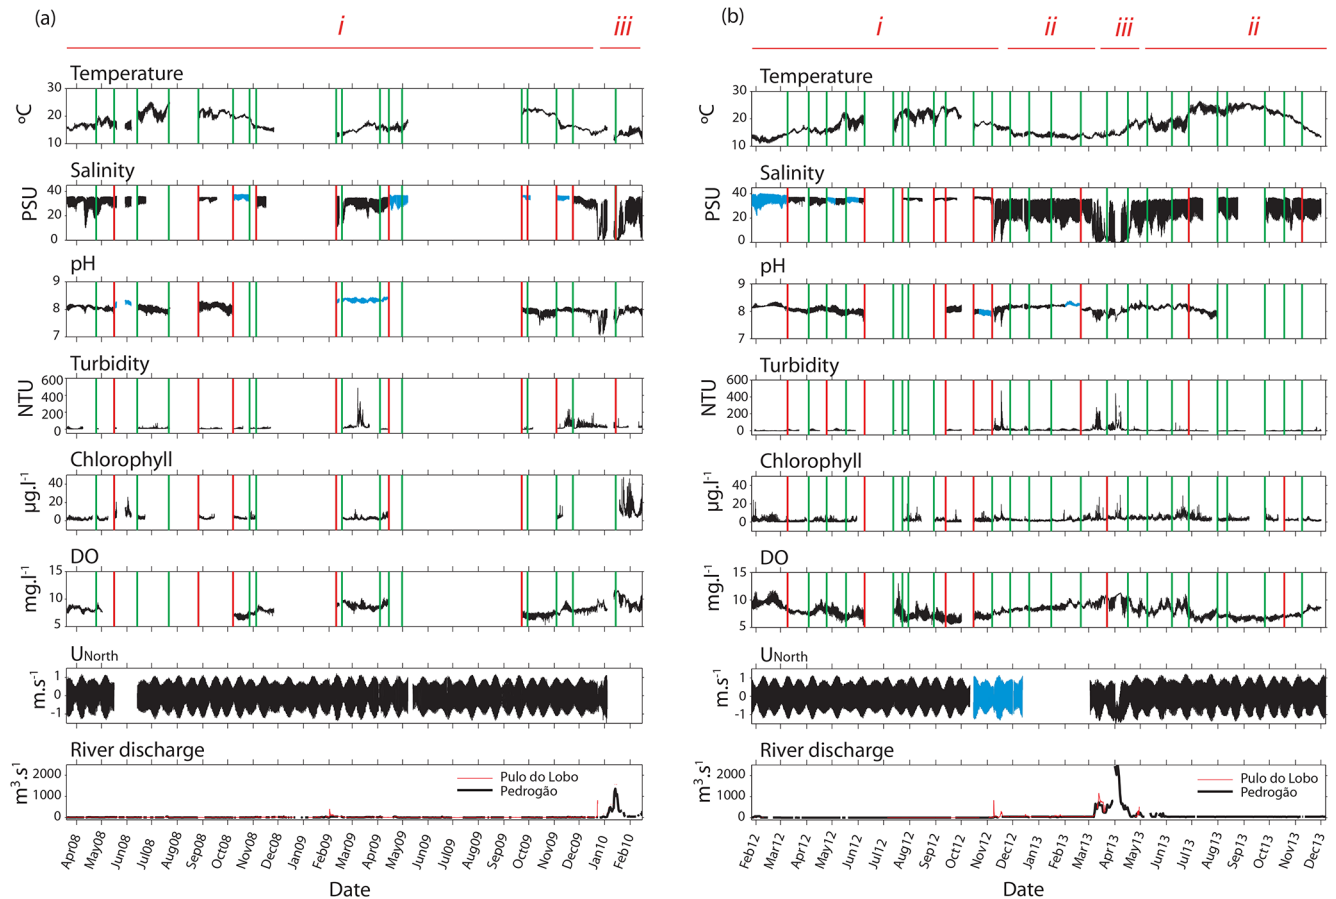 (a)
i
iii
Temperature
30
20
10
ºC
Salinity
40
20
0
PSU
pH
9
8
7
Turbidity
600
400
200
0
NTU
Chlorophyll
40
20
0
µg.l-1
DO
15
10
5
mg.l-1
UNorth
1
0
-1
m.s-1
River discharge
2000
1000
0
m3.s1
Pulo do Lobo
Pedrogão
Apr08
May08
Jun08
Jul08
Aug08
Sep08
Oct08
Nov08
Dec08
Jan09
Feb09
Mar09
Apr09
May09
Jun09
Jul09
Aug09
Sep09
Oct09
Nov09
Dec09
Jan10
Feb10
Date
(b)
i
ii
iii
ii
Temperature
30
20
10
ºC
Salinity
40
20
0
PSU
pH
9
8
7
Turbidity
600
400
200
0
NTU
Chlorophyll
40
20
0
µg.l-1
DO
15
10
5
mg.l-1
UNorth
1
0
-1
m.s-1
River discharge
2000
1000
0
m3.s1
Pulo do Lobo
Pedrogão
Feb12
Mar12
Apr12
May12
Jun12
Jul12
Aug12
Sep12
Oct12
Nov12
Dec12
Jan13
Feb13
Mar13
Apr13
May13
Jun13
Jul13
Aug13
Sep13
Oct13
Nov13
Dec13
Date